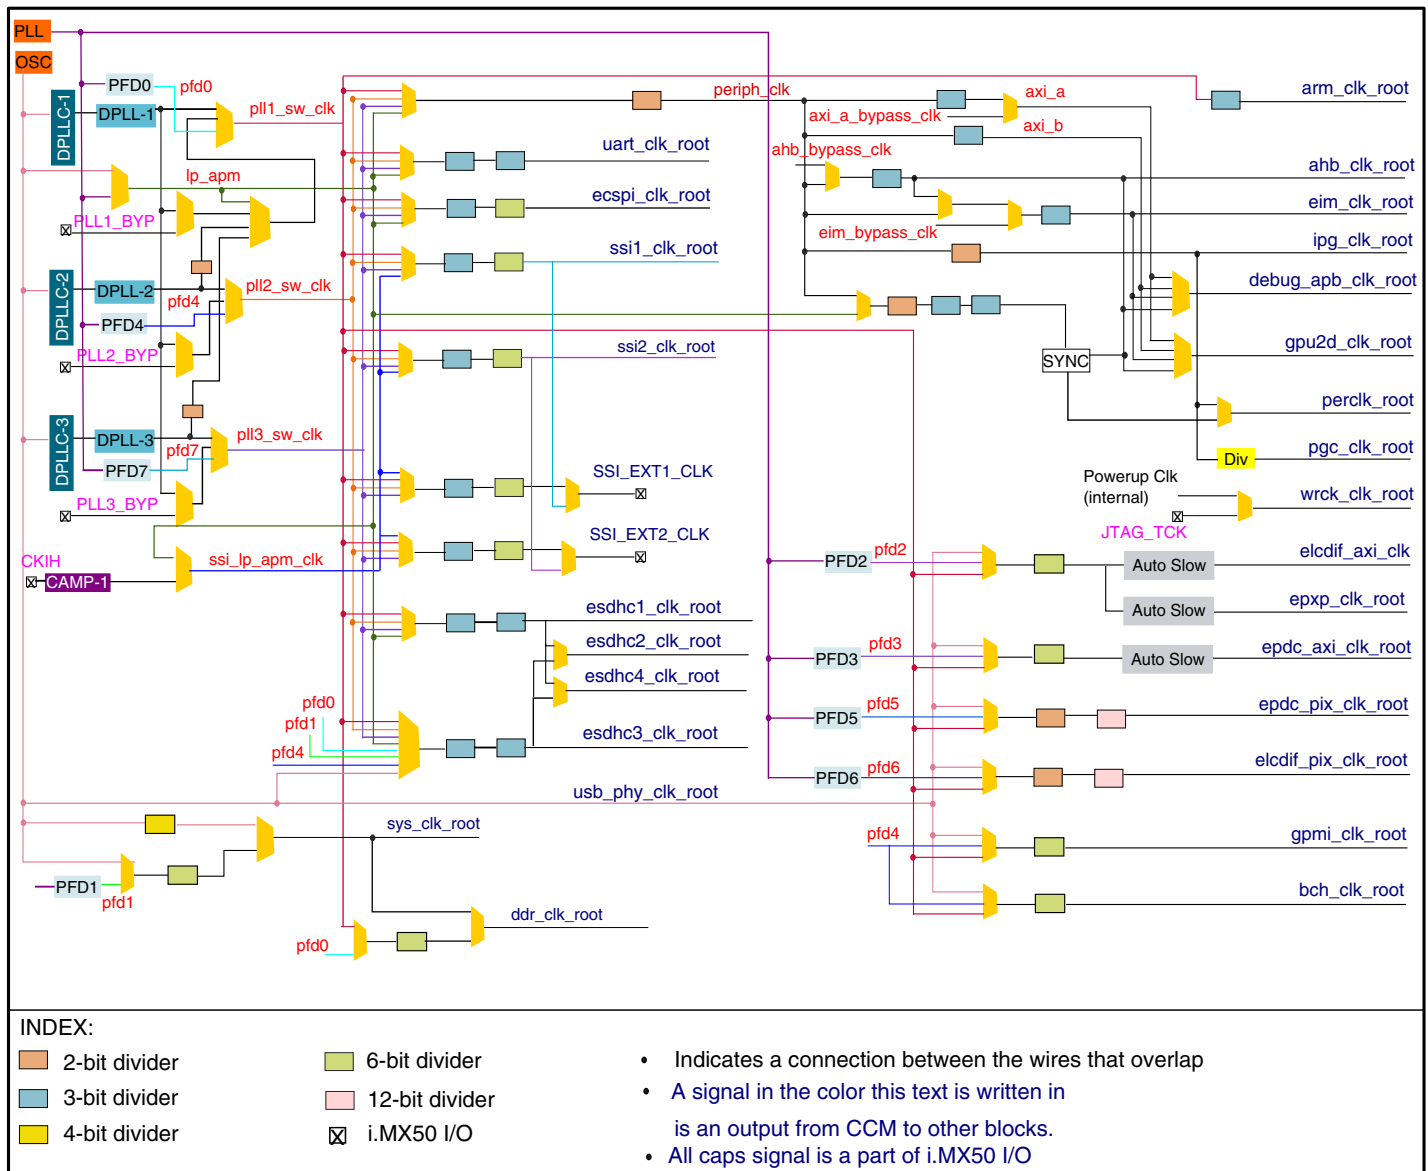 PLL
OSC
PFD0
pfd0
DPLLC-1
DPLL-1
pll1_sw_clk
lp_apm
PLL1_BYP
DPLLC-2
DPLL-2
pfd4
pll2_sw_clk
PFD4
PLL2_BYP
DPLLC-3
DPLL-3
pfd7
pll3_sw_clk
PFD7
PLL3_BYP
CKIH
CAMP-1
ssi_lp_apm_clk
periph_clk
axi_a
arm_clk_root
axi_a_bypass_clk
axi_b
uart_clk_root
ahb_bypass_clk
ahb_clk_root
ecspi_clk_root
eim_clk_root
eim_bypass_clk
ssi1_clk_root
ipg_clk_root
debug_apb_clk_root
ssi2_clk_root
SYNC
gpu2d_clk_root
perclk_root
pgc_clk_root
Div
SSI_EXT1_CLK
Powerup Clk
(internal)
wrck_clk_root
JTAG_TCK
SSI_EXT2_CLK
PFD2
pfd2
Auto Slow
elcdif_axi_clk
Auto Slow
epxp_clk_root
esdhc1_clk_root
esdhc2_clk_root
PFD3
pfd3
Auto Slow
epdc_axi_clk_root
esdhc4_clk_root
pfd0
pfd1
pfd4
esdhc3_clk_root
PFD5
pfd5
epdc_pix_clk_root
PFD6
pfd6
elcdif_pix_clk_root
usb_phy_clk_root
sys_clk_root
pfd4
gpmi_clk_root
PFD1
pfd1
bch_clk_root
ddr_clk_root
pfd0
INDEX:
2-bit divider
3-bit divider
4-bit divider
6-bit divider
12-bit divider
i.MX50 I/O
• Indicates a connection between the wires that overlap
• A signal in the color this text is written in
is an output from CCM to other blocks.
• All caps signal is a part of i.MX50 I/O